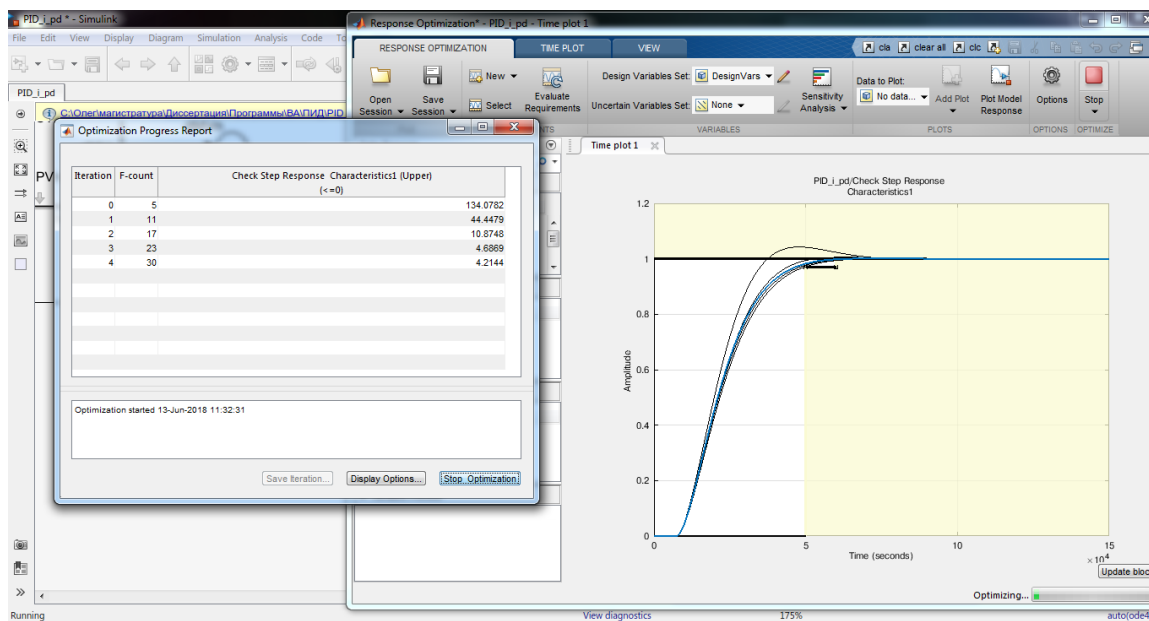 PID_i_pd * - Simulink
File Edit View Display Diagram Simulation Analysis Code
PID_i_pd
C:\Олег\магистратура\Диссертация\Программы\ВА\ПИД\PID
PV
Optimization Progress Report
Iteration F-count Check Step Response Characteristics1 (Upper)
(<=0)
0 5 134.0782
1 11 44.4479
2 17 10.8748
3 23 4.6869
4 30 4.2144
Optimization started 13-Jun-2018 11:32:31
Save Iteration... Display Options... Stop Optimization
Response Optimization* - PID_i_pd - Time plot 1
RESPONSE OPTIMIZATION TIME PLOT VIEW
cla clear all clc
Open Session Save Session
New
Select
Evaluate Requirements
Design Variables Set: DesignVars
Uncertain Variables Set: None
Sensitivity Analysis
Data to Plot:
No data...
Add Plot
Plot Model Response
Options
Stop
VARIABLES PLOTS OPTIONS OPTIMIZE
Time plot 1
PID_i_pd/Check Step Response
Characteristics1
1.2
1
0.8
0.6
0.4
0.2
0
Amplitude
0 5 10 15
Time (seconds)
×10⁴
Update bloc
Optimizing...
Running View diagnostics 175% auto(ode4